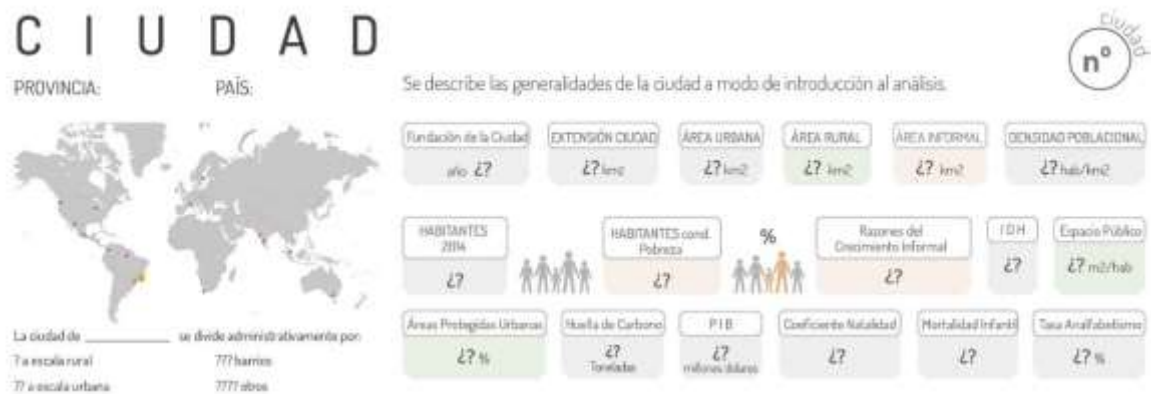 CIUDAD
PROVINCIA: PAÍS:
Se describe las generalidades de la ciudad a modo de introducción al análisis.
ciudad
nº
Fundación de la Ciudad
año ¿?
EXTENSIÓN CIUDAD
¿? km2
ÁREA URBANA
¿? km2
ÁREA RURAL
¿? km2
ÁREA INFORMAL
¿? km2
DENSIDAD POBLACIONAL
¿? hab/km2
HABITANTES
2014
¿?
HABITANTES cond.
Pobreza
¿?
%
Razones del
Crecimiento Informal
¿?
IDH
¿?
Espacio Público
¿? m2/hab
Áreas Protegidas Urbanas
¿? %
Huella de Carbono
¿?
Toneladas
PIB
¿?
millones dólares
Coeficiente Natalidad
¿?
Mortalidad Infantil
¿?
Tasa Analfabetismo
¿? %
La ciudad de ______________ se divide administrativamente por:
? a escala rural ??? barrios
?? a escala urbana ???? otros